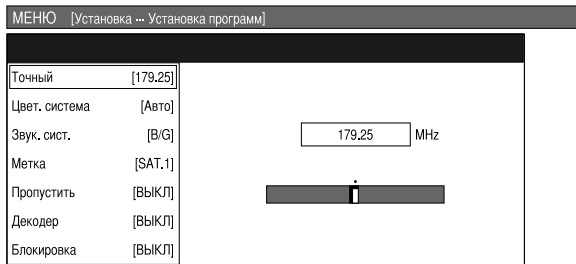 МЕНЮ [Установка ··· Установка программ]
Точный [179.25]
Цвет. система [Авто]
Звук. сист. [B/G]
179.25 MHz
Метка [SAT.1]
Пропустить [ВЫКЛ]
Декодер [ВЫКЛ]
Блокировка [ВЫКЛ]